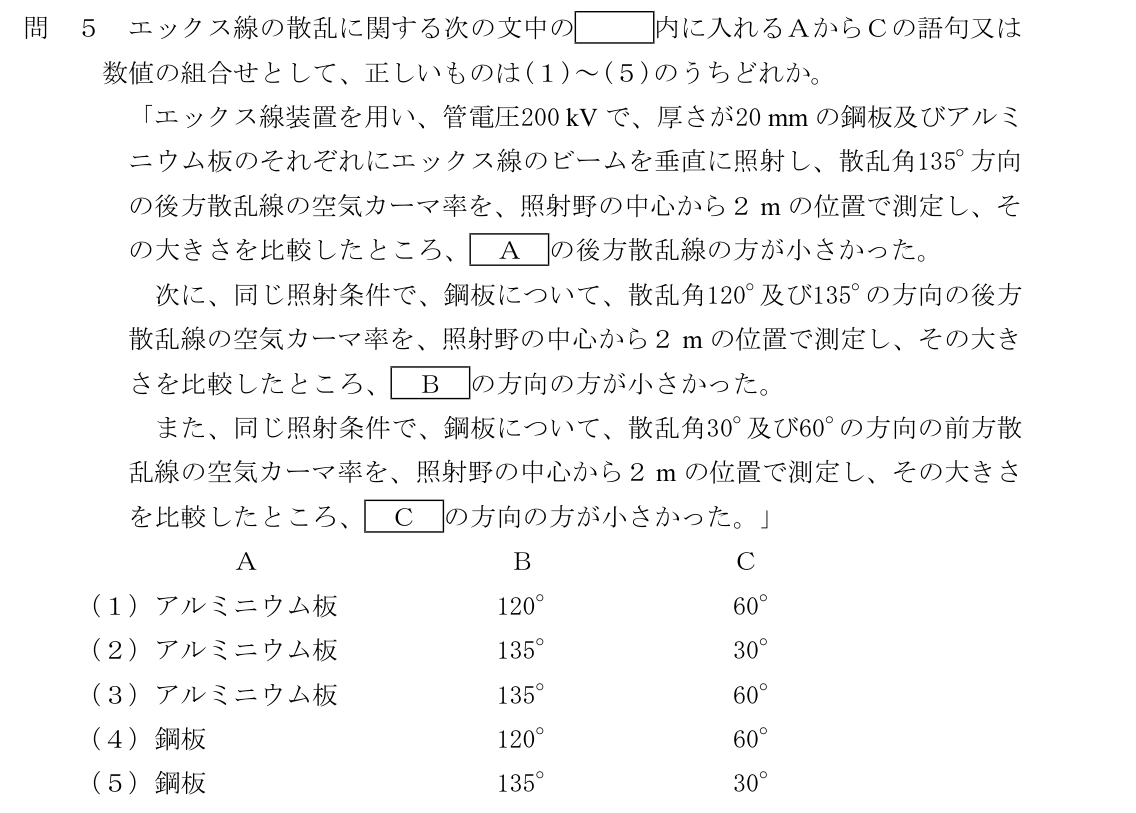 問　５　エックス線の散乱に関する次の文中の　　　内に入れるＡからＣの語句又は
数値の組合せとして、正しいものは(１)～(５)のうちどれか。
「エックス線装置を用い、管電圧200 kV で、厚さが20 mm の鋼板及びアルミ
ニウム板のそれぞれにエックス線のビームを垂直に照射し、散乱角135°方向
の後方散乱線の空気カーマ率を、照射野の中心から２ m の位置で測定し、そ
の大きさを比較したところ、　Ａ　の後方散乱線の方が小さかった。
次に、同じ照射条件で、鋼板について、散乱角120°及び135°の方向の後方
散乱線の空気カーマ率を、照射野の中心から２ m の位置で測定し、その大き
さを比較したところ、　Ｂ　の方向の方が小さかった。
また、同じ照射条件で、鋼板について、散乱角30°及び60°の方向の前方散
乱線の空気カーマ率を、照射野の中心から２ m の位置で測定し、その大きさ
を比較したところ、　Ｃ　の方向の方が小さかった。」
Ａ　Ｂ　Ｃ
(１) アルミニウム板　120°　60°
(２) アルミニウム板　135°　30°
(３) アルミニウム板　135°　60°
(４) 鋼板　120°　60°
(５) 鋼板　135°　30°